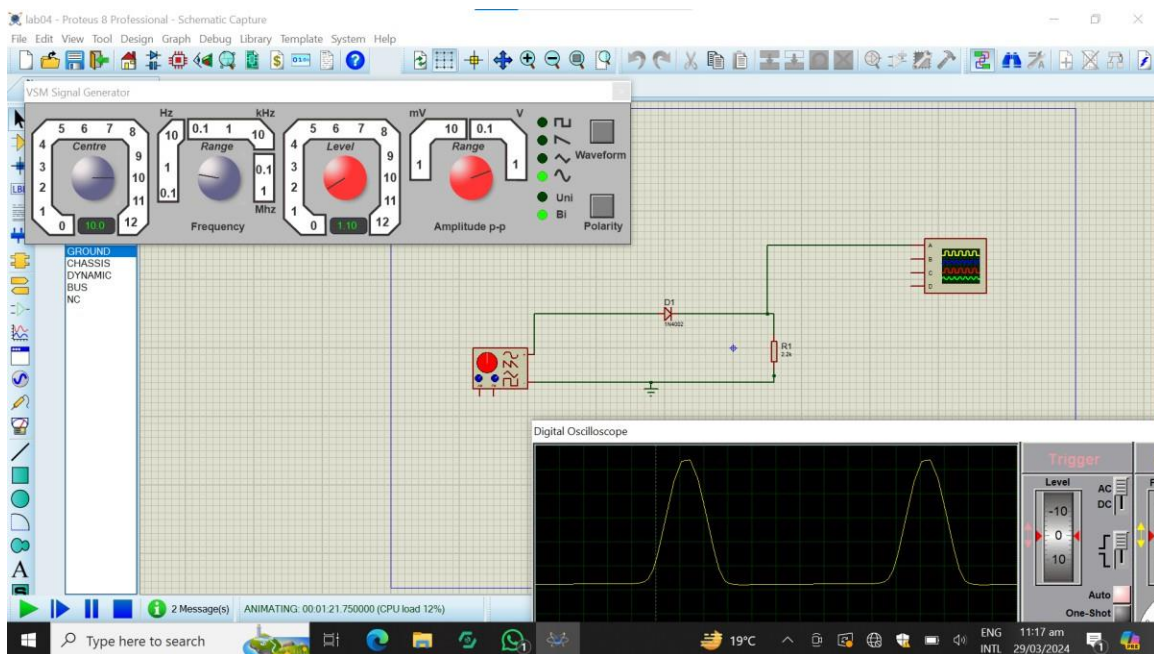 lab04 - Proteus 8 Professional - Schematic Capture
File Edit View Tool Design Graph Debug Library Template System Help
VSM Signal Generator
Hz kHz mV V
5 6 7 8
4 Centre 9
3 10
2 11
1 12
0 10.0
0.1 1 10
10 Range 0.1
1 1
0.1 Mhz
Frequency
5 6 7 8
4 Level 9
3 10
2 11
1 12
0 1.10
10 0.1
1 Range 1
Amplitude p-p
Waveform
Uni
Bi
Polarity
GROUND
CHASSIS
DYNAMIC
BUS
NC
A
B
C
D
D1
1N4002
R1
2.2k
Digital Oscilloscope
Trigger
Level AC
DC
-10
0
10
Auto
One-Shot
2 Message(s) ANIMATING: 00:01:21.750000 (CPU load 12%)
Type here to search
19°C
ENG 11:17 am
INTL 29/03/2024